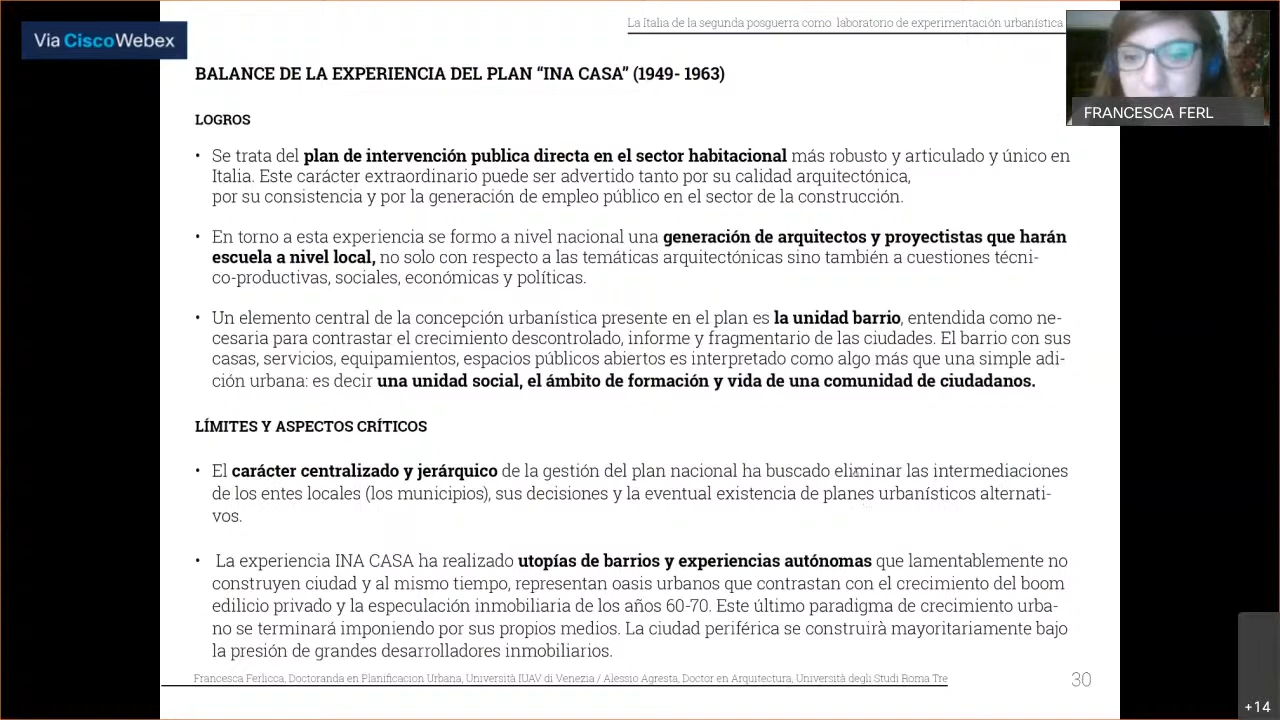 La Italia de la segunda posguerra como laboratorio de experimentación urbanística
Vía CiscoWebex
FRANCESCA FERL
BALANCE DE LA EXPERIENCIA DEL PLAN “INA CASA” (1949- 1963)
LOGROS
• Se trata del plan de intervención publica directa en el sector habitacional más robusto y articulado y único en
Italia. Este carácter extraordinario puede ser advertido tanto por su calidad arquitectónica,
por su consistencia y por la generación de empleo público en el sector de la construcción.
• En torno a esta experiencia se formo a nivel nacional una generación de arquitectos y proyectistas que harán
escuela a nivel local, no solo con respecto a las temáticas arquitectónicas sino también a cuestiones técni-
co-productivas, sociales, económicas y políticas.
• Un elemento central de la concepción urbanística presente en el plan es la unidad barrio, entendida como ne-
cesaria para contrastar el crecimiento descontrolado, informe y fragmentario de las ciudades. El barrio con sus
casas, servicios, equipamientos, espacios públicos abiertos es interpretado como algo más que una simple adi-
ción urbana: es decir una unidad social, el ámbito de formación y vida de una comunidad de ciudadanos.
LÍMITES Y ASPECTOS CRÍTICOS
• El carácter centralizado y jerárquico de la gestión del plan nacional ha buscado eliminar las intermediaciones
de los entes locales (los municipios), sus decisiones y la eventual existencia de planes urbanísticos alternati-
vos.
• La experiencia INA CASA ha realizado utopías de barrios y experiencias autónomas que lamentablemente no
construyen ciudad y al mismo tiempo, representan oasis urbanos que contrastan con el crecimiento del boom
edilicio privado y la especulación inmobiliaria de los años 60-70. Este último paradigma de crecimiento urba-
no se terminará imponiendo por sus propios medios. La ciudad periférica se construirà mayoritariamente bajo
la presión de grandes desarrolladores inmobiliarios.
Francesca Ferlicca, Doctoranda en Planificacion Urbana, Università IUAV di Venezia / Alessio Agresta, Doctor en Arquitectura, Università degli Studi Roma Tre
30
+14